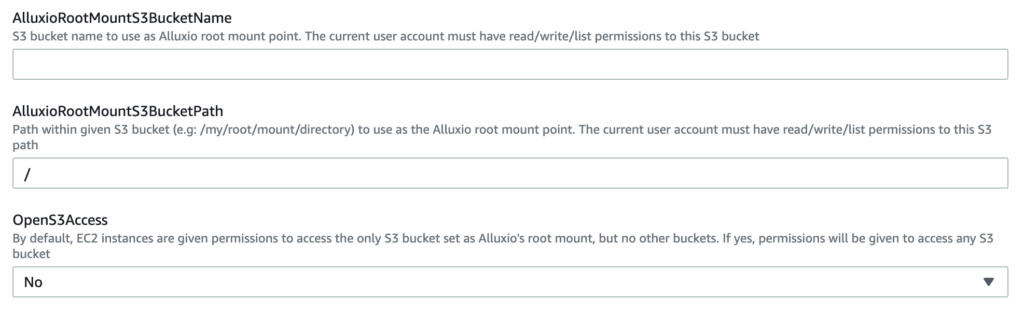 AlluxioRootMountS3BucketName
S3 bucket name to use as Alluxio root mount point. The current user account must have read/write/list permissions to this S3 bucket
AlluxioRootMountS3BucketPath
Path within given S3 bucket (e.g: /my/root/mount/directory) to use as the Alluxio root mount point. The current user account must have read/write/list permissions to this S3
path
/
OpenS3Access
By default, EC2 instances are given permissions to access the only S3 bucket set as Alluxio's root mount, but no other buckets. If yes, permissions will be given to access any S3
bucket
No